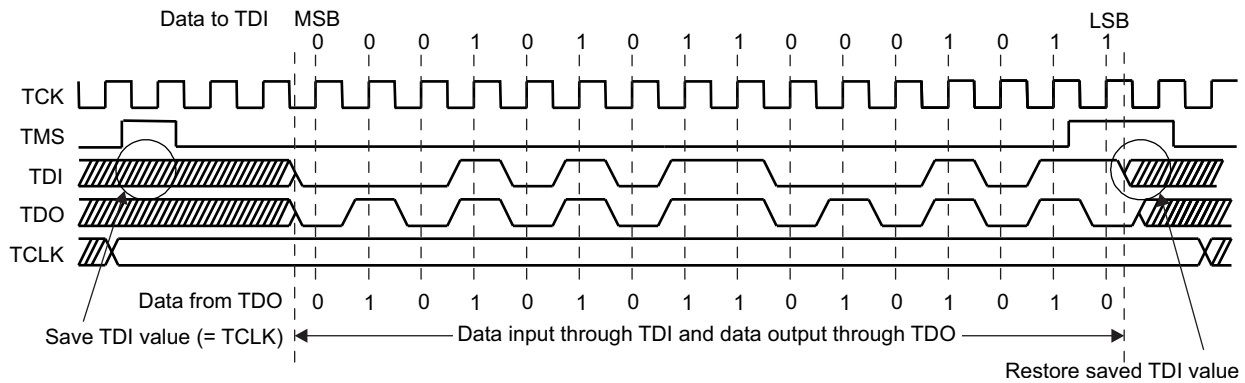 Data to TDI MSB LSB
0 0 0 1 0 1 0 1 1 0 0 0 1 0 1 1
TCK
TMS
TDI
TDO
TCLK
Data from TDO 0 1 0 1 0 1 0 1 1 0 1 0 1 0 1 0
Save TDI value (= TCLK) Data input through TDI and data output through TDO
Restore saved TDI value